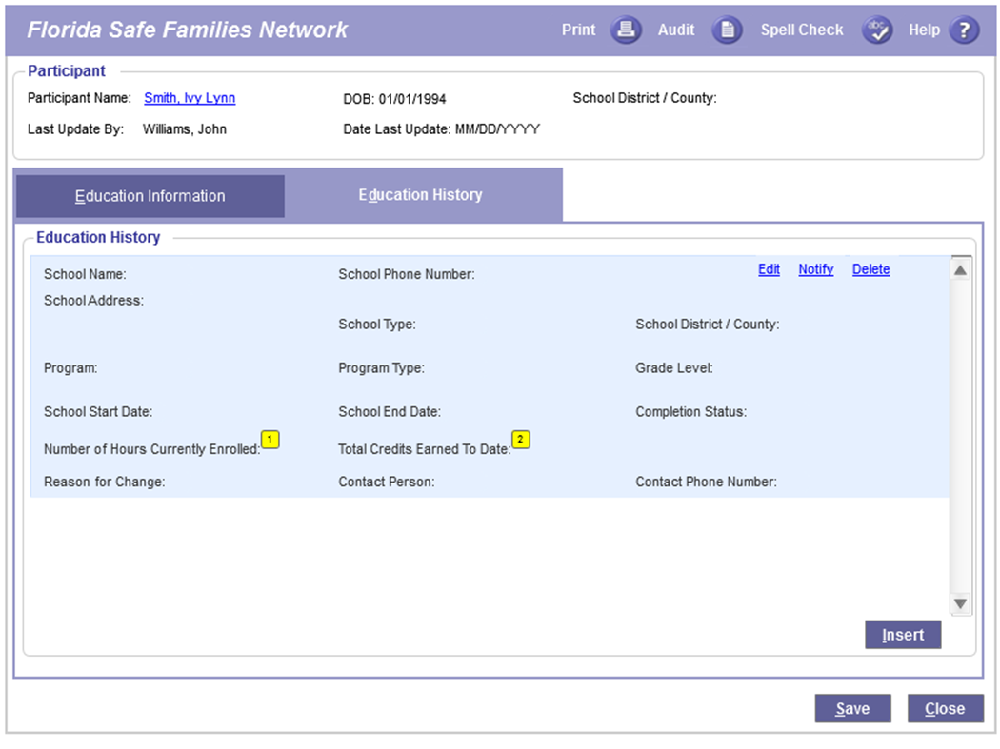 Florida Safe Families Network Print Audit Spell Check abc Help ?
Participant
Participant Name: Smith, Ivy Lynn DOB: 01/01/1994 School District / County:
Last Update By: Williams, John Date Last Update: MM/DD/YYYY
Education Information Education History
Education History
School Name: School Phone Number: Edit Notify Delete
School Address:
School Type: School District / County:
Program: Program Type: Grade Level:
School Start Date: School End Date: Completion Status:
Number of Hours Currently Enrolled: 1 Total Credits Earned To Date: 2
Reason for Change: Contact Person: Contact Phone Number:
Insert
Save Close